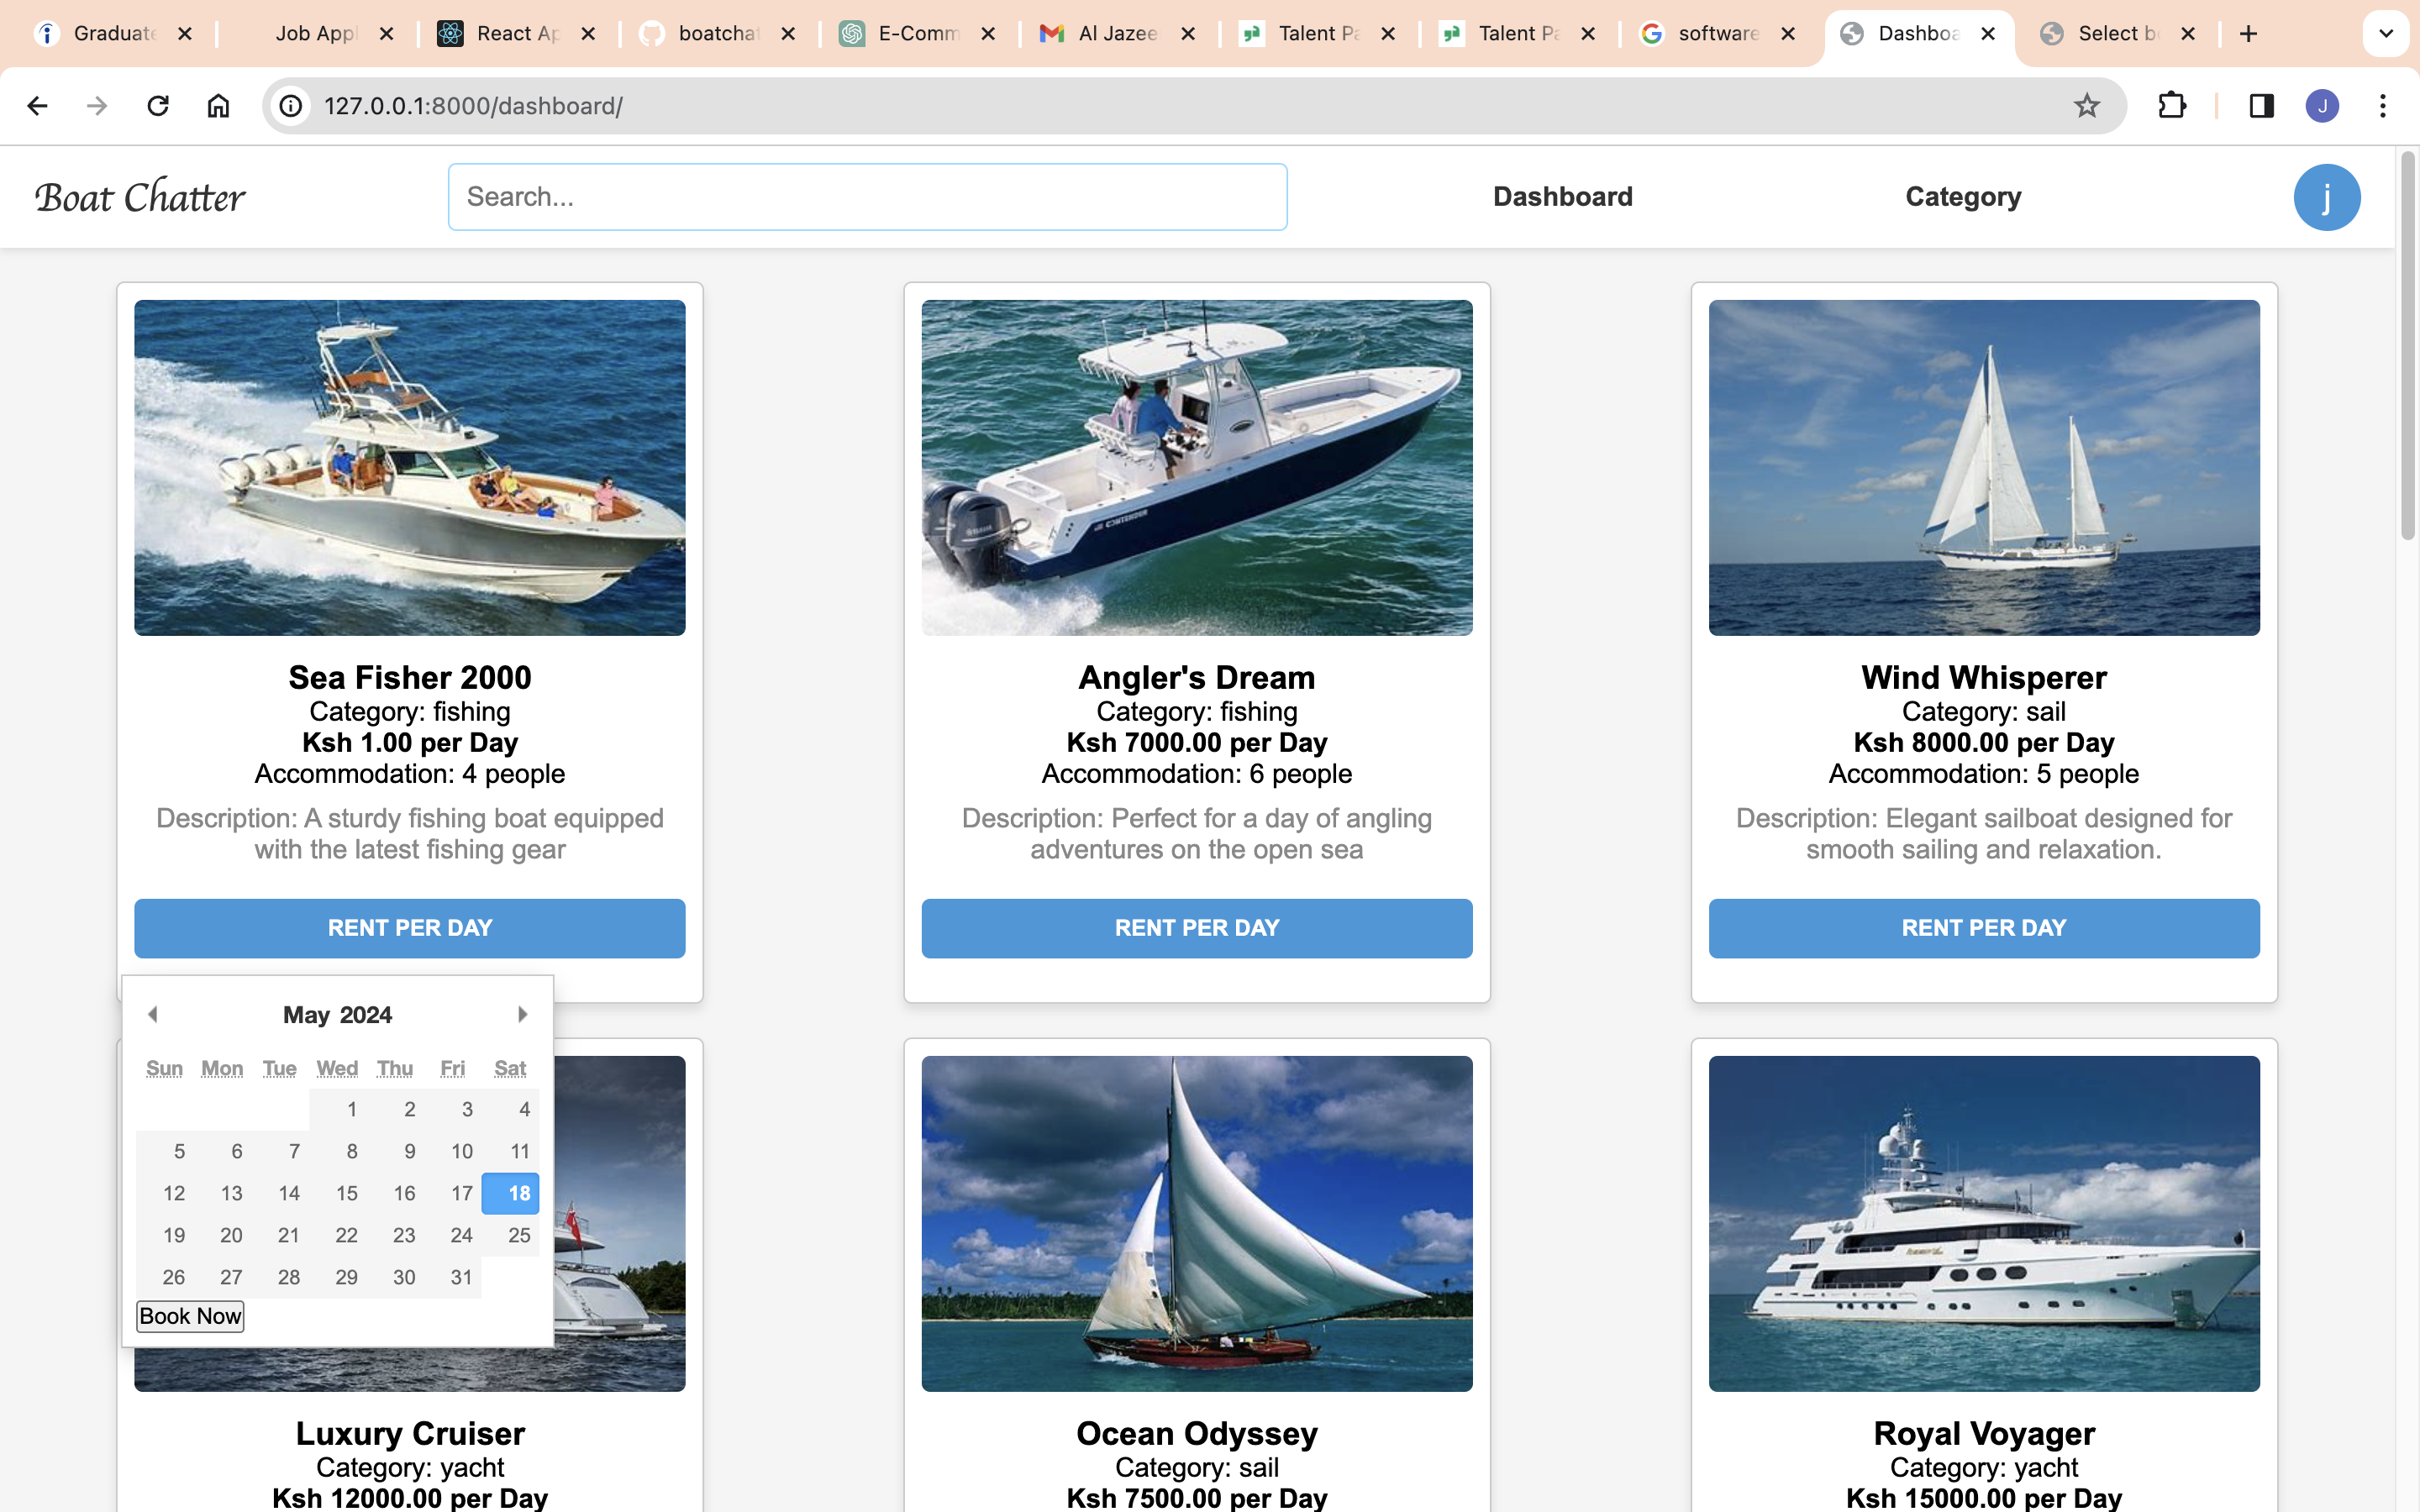 Graduate
Job Appl
React Ap
boatchat
E-Comm
Al Jazee
Talent Pa
Talent Pa
software
Dashboa
Select b
127.0.0.1:8000/dashboard/
J
Boat Chatter
Search...
Dashboard
Category
j
CONTENDER
YAMAHA
Sea Fisher 2000
Category: fishing
Ksh 1.00 per Day
Accommodation: 4 people
Description: A sturdy fishing boat equipped
with the latest fishing gear
RENT PER DAY
Angler's Dream
Category: fishing
Ksh 7000.00 per Day
Accommodation: 6 people
Description: Perfect for a day of angling
adventures on the open sea
RENT PER DAY
Wind Whisperer
Category: sail
Ksh 8000.00 per Day
Accommodation: 5 people
Description: Elegant sailboat designed for
smooth sailing and relaxation.
RENT PER DAY
May 2024
Sun Mon Tue Wed Thu Fri Sat
1 2 3 4
5 6 7 8 9 10 11
12 13 14 15 16 17 18
19 20 21 22 23 24 25
26 27 28 29 30 31
Book Now
Luxury Cruiser
Category: yacht
Ksh 12000.00 per Day
Ocean Odyssey
Category: sail
Ksh 7500.00 per Day
Royal Voyager
Category: yacht
Ksh 15000.00 per Day